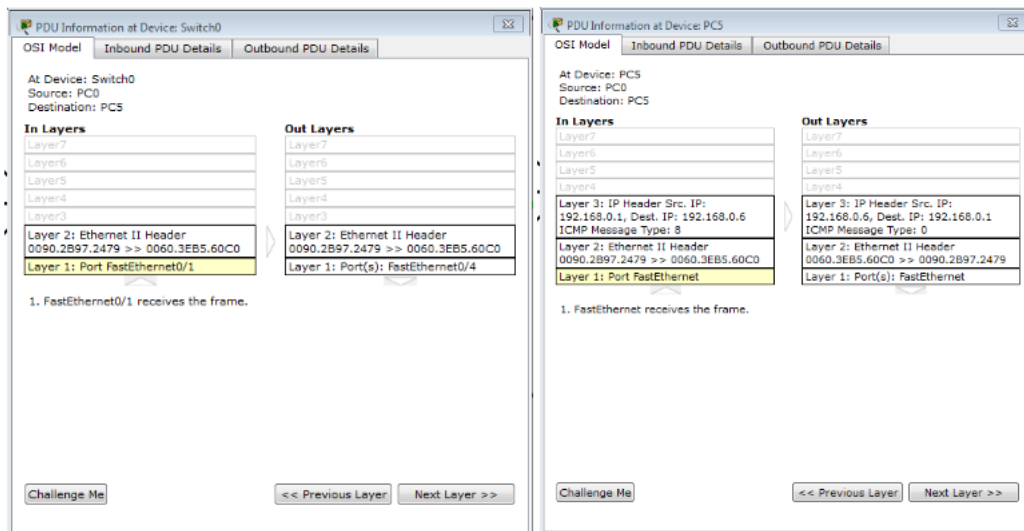 PDU Information at Device: Switch0
OSI Model Inbound PDU Details Outbound PDU Details
At Device: Switch0
Source: PC0
Destination: PC5
In Layers
Layer7
Layer6
Layer5
Layer4
Layer3
Layer 2: Ethernet II Header
0090.2B97.2479 >> 0060.3EB5.60C0
Layer 1: Port FastEthernet0/1
Out Layers
Layer7
Layer6
Layer5
Layer4
Layer3
Layer 2: Ethernet II Header
0090.2B97.2479 >> 0060.3EB5.60C0
Layer 1: Port(s): FastEthernet0/4
1. FastEthernet0/1 receives the frame.
Challenge Me << Previous Layer Next Layer >>
PDU Information at Device: PC5
OSI Model Inbound PDU Details Outbound PDU Details
At Device: PC5
Source: PC0
Destination: PC5
In Layers
Layer7
Layer6
Layer5
Layer4
Layer 3: IP Header Src. IP:
192.168.0.1, Dest. IP: 192.168.0.6
ICMP Message Type: 8
Layer 2: Ethernet II Header
0090.2B97.2479 >> 0060.3EB5.60C0
Layer 1: Port FastEthernet
Out Layers
Layer7
Layer6
Layer5
Layer4
Layer 3: IP Header Src. IP:
192.168.0.6, Dest. IP: 192.168.0.1
ICMP Message Type: 0
Layer 2: Ethernet II Header
0060.3EB5.60C0 >> 0090.2B97.2479
Layer 1: Port(s): FastEthernet
1. FastEthernet receives the frame.
Challenge Me << Previous Layer Next Layer >>